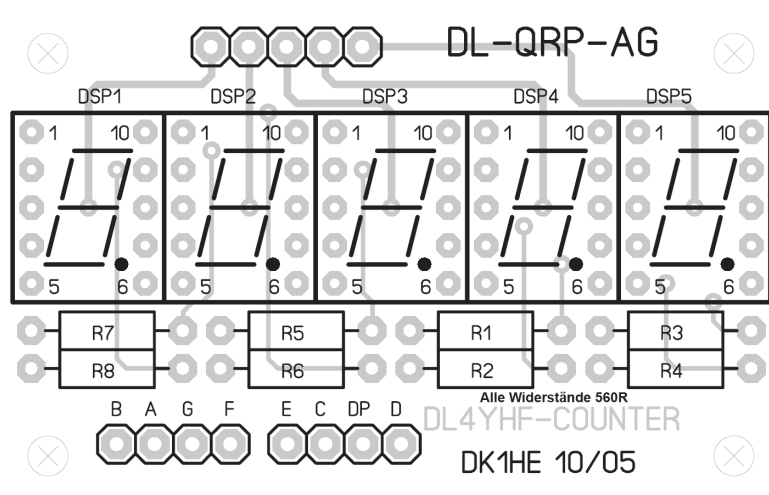 DL-QRP-AG
DSP1 DSP2 DSP3 DSP4 DSP5
1 10 1 10 1 10 1 10 1 10
5 6 5 6 5 6 5 6 5 6
R7 R5 R1 R3
R8 R6 R2 R4
Alle Widerstände 560R
B A G F E C DP D
DL4YHF-COUNTER
DK1HE 10/05